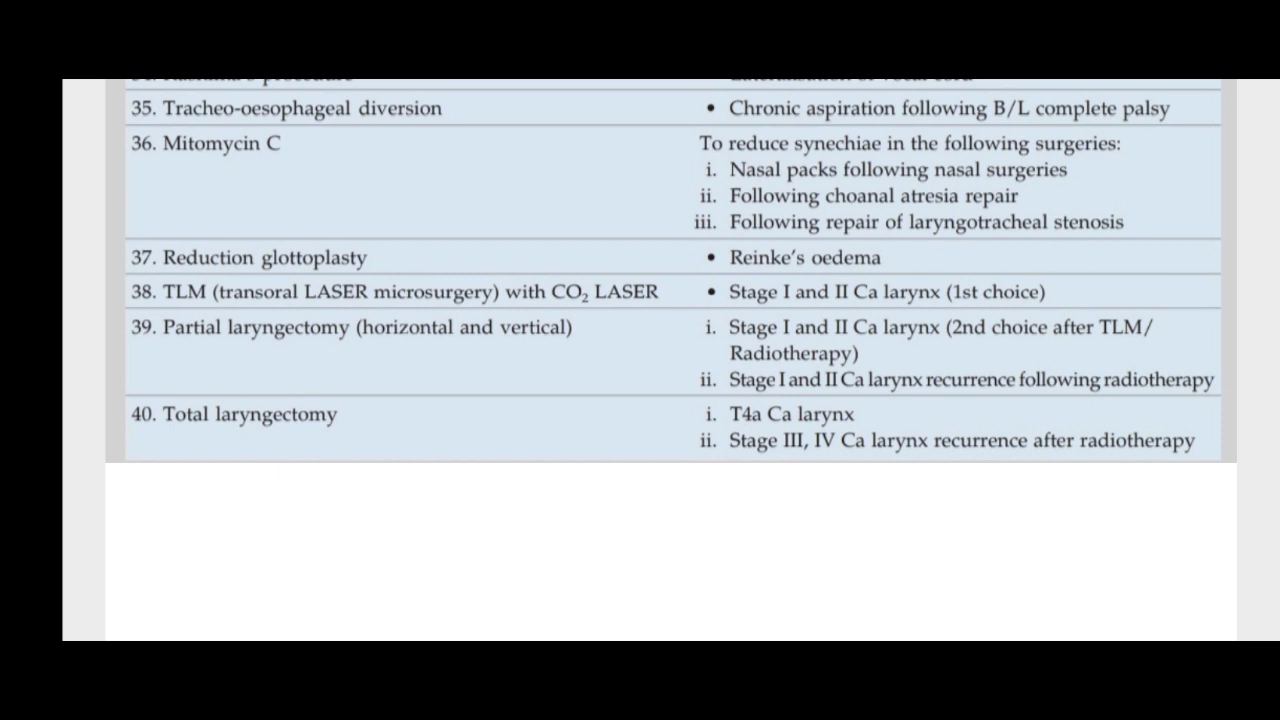 35. Tracheo-oesophageal diversion • Chronic aspiration following B/L complete palsy
36. Mitomycin C To reduce synechiae in the following surgeries:
i. Nasal packs following nasal surgeries
ii. Following choanal atresia repair
iii. Following repair of laryngotracheal stenosis
37. Reduction glottoplasty • Reinke's oedema
38. TLM (transoral LASER microsurgery) with CO₂ LASER • Stage I and II Ca larynx (1st choice)
39. Partial laryngectomy (horizontal and vertical) i. Stage I and II Ca larynx (2nd choice after TLM/
Radiotherapy)
ii. Stage I and II Ca larynx recurrence following radiotherapy
40. Total laryngectomy i. T4a Ca larynx
ii. Stage III, IV Ca larynx recurrence after radiotherapy